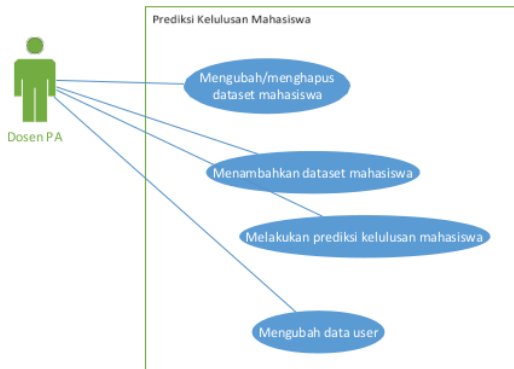 Prediksi Kelulusan Mahasiswa
Mengubah/menghapus
dataset mahasiswa
Dosen PA
Menambahkan dataset mahasiswa
Melakukan prediksi kelulusan mahasiswa
Mengubah data user